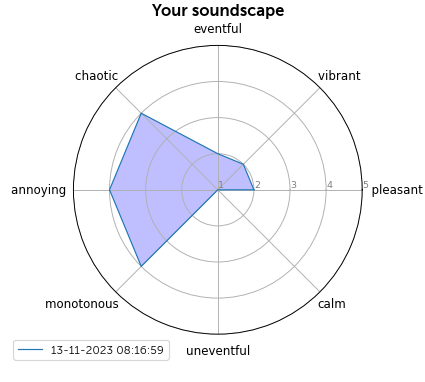 Your soundscape
eventful
chaotic
vibrant
annoying
1 2 3 4 5
pleasant
monotonous
calm
13-11-2023 08:16:59
uneventful